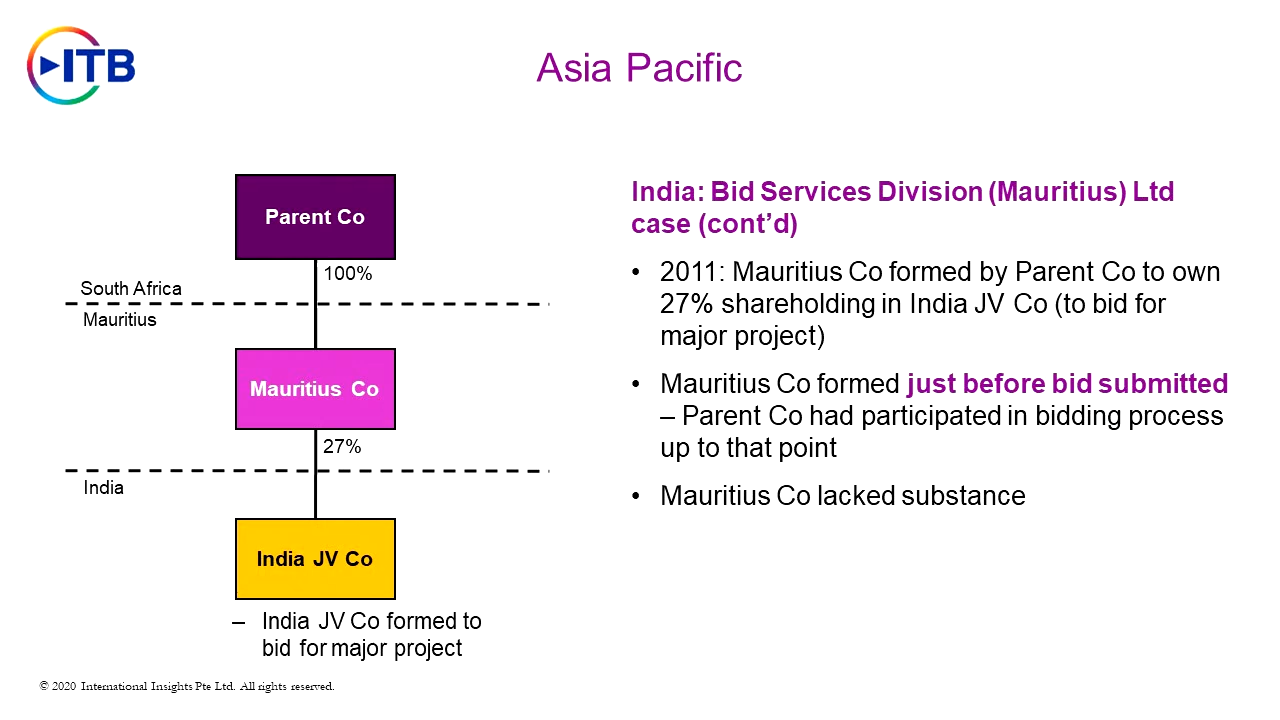 ITB
Asia Pacific
Parent Co
100%
South Africa
Mauritius
Mauritius Co
27%
India
India JV Co
– India JV Co formed to
bid for major project
India: Bid Services Division (Mauritius) Ltd
case (cont’d)
• 2011: Mauritius Co formed by Parent Co to own
27% shareholding in India JV Co (to bid for
major project)
• Mauritius Co formed just before bid submitted
– Parent Co had participated in bidding process
up to that point
• Mauritius Co lacked substance
© 2020 International Insights Pte Ltd. All rights reserved.